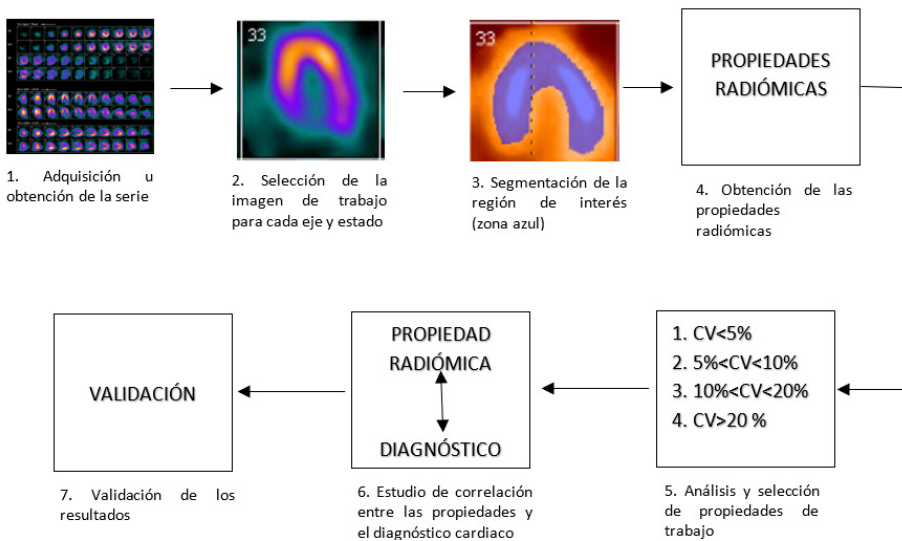 33
33
PROPIEDADES
RADIÓMICAS
1. Adquisición u
obtención de la serie
2. Selección de la
imagen de trabajo
para cada eje y estado
3. Segmentación de la
región de interés
(zona azul)
4. Obtención de las
propiedades
radiómicas
1. CV<5%
2. 5%<CV<10%
3. 10%<CV<20%
4. CV>20 %
5. Análisis y selección
de propiedades de
trabajo
PROPIEDAD
RADIÓMICA
DIAGNÓSTICO
6. Estudio de correlación
entre las propiedades y
el diagnóstico cardiaco
VALIDACIÓN
7. Validación de los
resultados